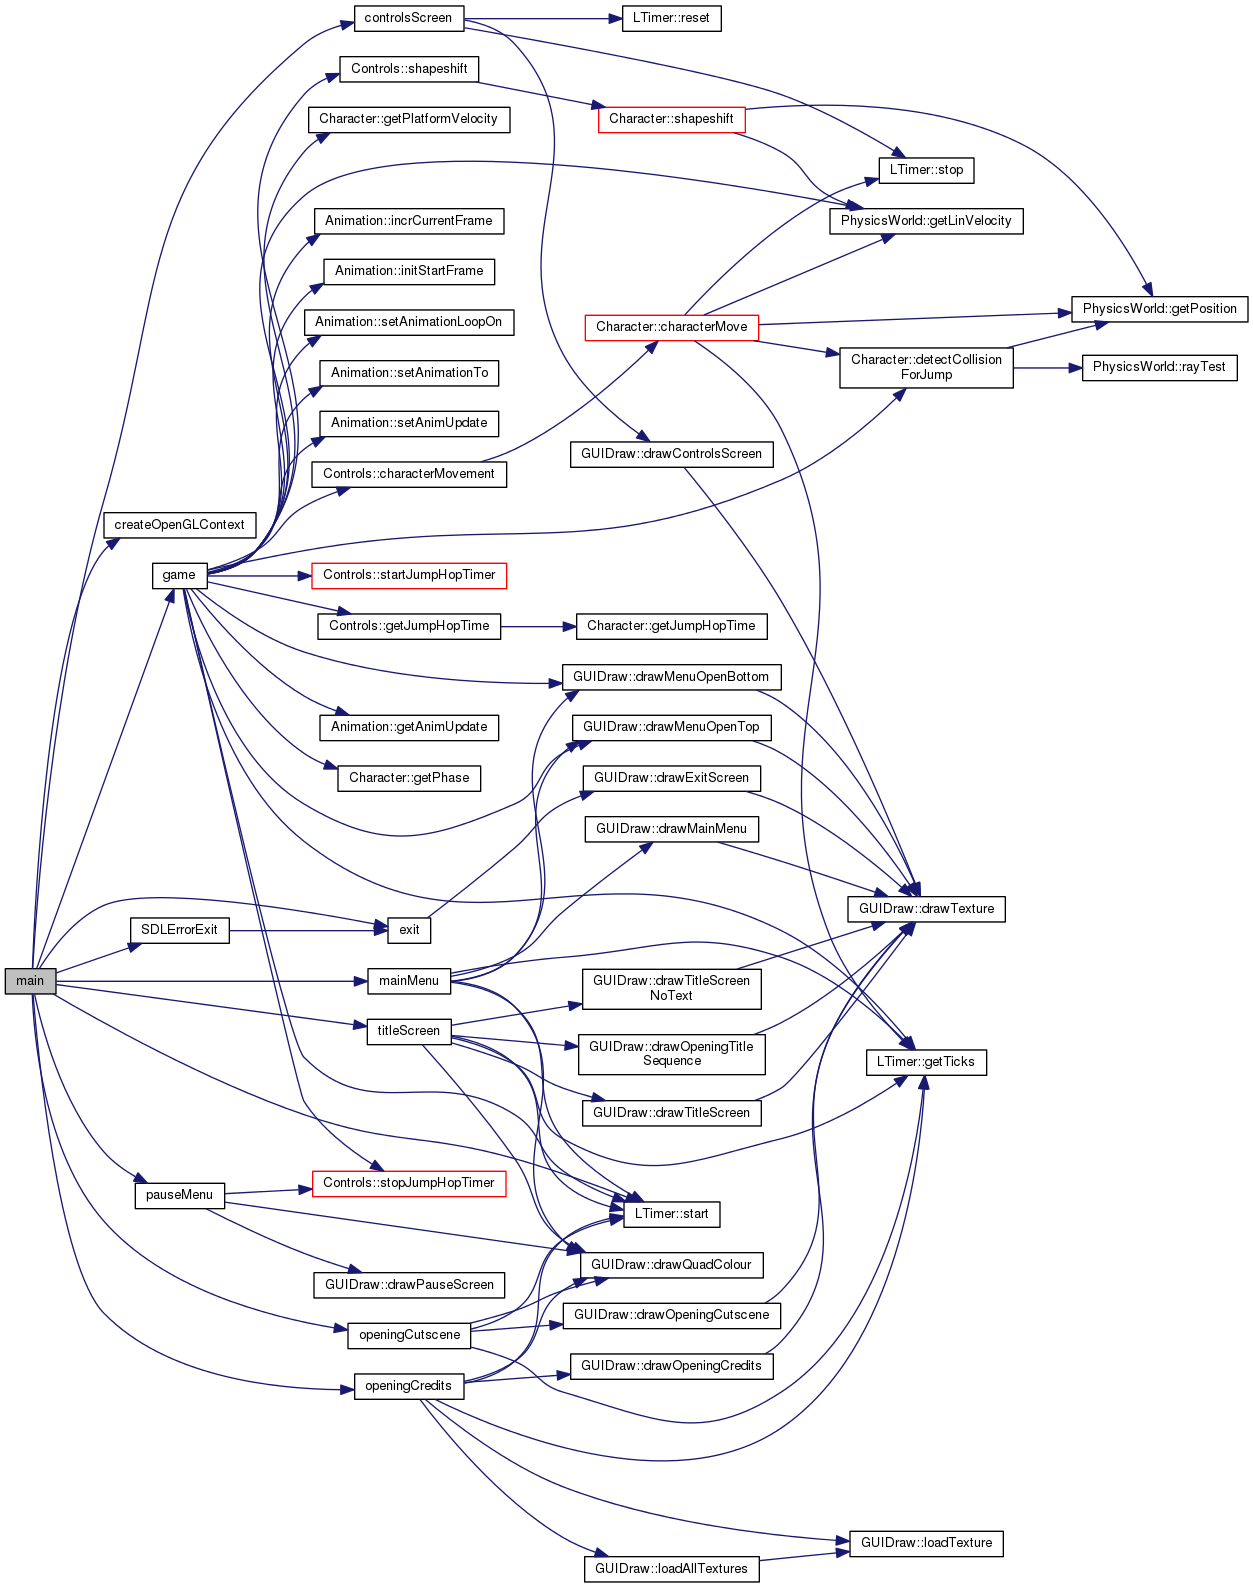 controlsScreen
LTimer::reset
Controls::shapeshift
Character::getPlatformVelocity
Character::shapeshift
LTimer::stop
Animation::incrCurrentFrame
PhysicsWorld::getLinVelocity
Animation::initStartFrame
Animation::setAnimationLoopOn
Character::characterMove
PhysicsWorld::getPosition
Animation::setAnimationTo
Character::detectCollision
ForJump
PhysicsWorld::rayTest
Animation::setAnimUpdate
Controls::characterMovement
GUIDraw::drawControlsScreen
createOpenGLContext
game
Controls::startJumpHopTimer
Controls::getJumpHopTime
Character::getJumpHopTime
GUIDraw::drawMenuOpenBottom
Animation::getAnimUpdate
GUIDraw::drawMenuOpenTop
Character::getPhase
GUIDraw::drawExitScreen
GUIDraw::drawMainMenu
GUIDraw::drawTexture
SDLErrorExit
exit
main
mainMenu
GUIDraw::drawTitleScreen
NoText
titleScreen
GUIDraw::drawOpeningTitle
Sequence
LTimer::getTicks
GUIDraw::drawTitleScreen
pauseMenu
Controls::stopJumpHopTimer
LTimer::start
GUIDraw::drawPauseScreen
GUIDraw::drawQuadColour
openingCutscene
GUIDraw::drawOpeningCutscene
openingCredits
GUIDraw::drawOpeningCredits
GUIDraw::loadTexture
GUIDraw::loadAllTextures